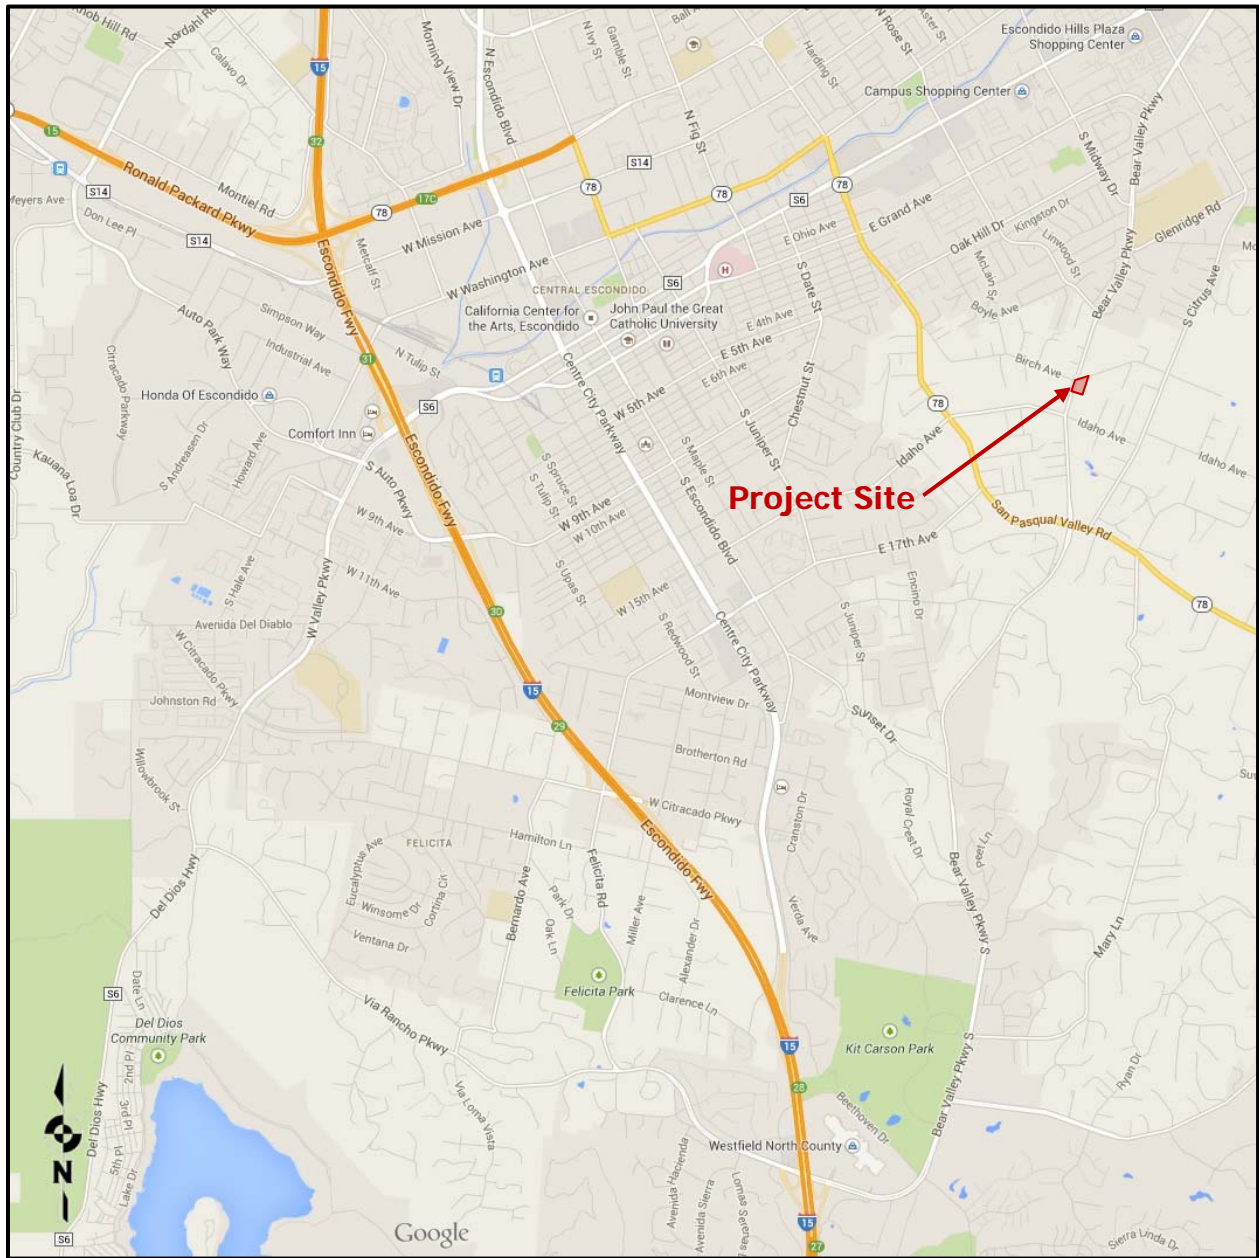 Knob Hill Rd
Nordahl Rd
Calavo Dr
15
Morning View Dr
N Escondido Blvd
N Ivy St
Gamble St
Ball
N Rose St
Aster St
Harding St
Escondido Hills Plaza
Shopping Center
Campus Shopping Center
Bear Valley Pkwy
15
32
Ronald Packard Pkwy
Montiel Rd
S14
Meyers Ave
Don Lee Pl
S14
78
17C
S14
N Fig St
78
78
78
S6
S Midway Dr
Kingston Dr
Glenridge Rd
Linwood St
Oak Hill Dr
McLain St
Boyle Ave
Bear Valley Pkwy
S Citrus Ave
E Grand Ave
E Ohio Ave
H
S Date St
W Mission Ave
W Washington Ave
Metcalf St
Escondido Fwy
CENTRAL ESCONDIDO
S6
California Center for
the Arts, Escondido
John Paul the Great
Catholic University
E 4th Ave
E 5th Ave
E 6th Ave
Auto Park Way
Simpson Way
Industrial Ave
31
N Tulip St
Citracado Parkway
Country Club Dr
Honda Of Escondido
S6
Comfort Inn
Centre City Parkway
W 5th Ave
Chestnut St
S Juniper St
Birch Ave
78
Idaho Ave
Idaho Ave
Idaho Ave
Project Site
San Pasqual Valley Rd
78
Kauana Loa Dr
S Andreasen Dr
Howard Ave
S Auto Pkwy
Escondido Fwy
S Spruce St
S Tulip St
W 9th Ave
W 10th Ave
S Maple St
S Escondido Blvd
E 17th Ave
W 9th Ave
W 11th Ave
S Hale Ave
W Valley Pkwy
30
S Upas St
W 15th Ave
S Redwood St
Centre City Parkway
Encino Dr
S Juniper St
Avenida Del Diablo
W Citracado Pkwy
Johnston Rd
15
29
Montview Dr
Brotherton Rd
Sunset Dr
Willowbrook St
W Citracado Pkwy
Cranston Dr
Royal Crest Dr
Peet Ln
Del Dios Hwy
FELICITA
Eucalyptus Ave
Cortina Cir
Winsome Dr
Ventana Dr
Hamilton Ln
Bernardo Ave
Park Dr
Oak Ln
Felicita Rd
Miller Ave
Escondido Fwy
Alexander Dr
Verda Ave
Bear Valley Pkwy S
Mary Ln
S6
Date Ln
Del Dios
Community Park
Via Rancho Pkwy
Felicita Park
Clarence Ln
15
Kit Carson Park
Bear Valley Pkwy S
Ryan Dr
28
Beethoven Dr
Del Dios Hwy
2nd Pl
3rd Pl
5th Pl
Lake Dr
Via Loma Vista
Westfield North County
Avenida Hacienda
Avenida Sierra
Lomas Serenas
N
S6
Google
15
27
Sierra Linda Dr